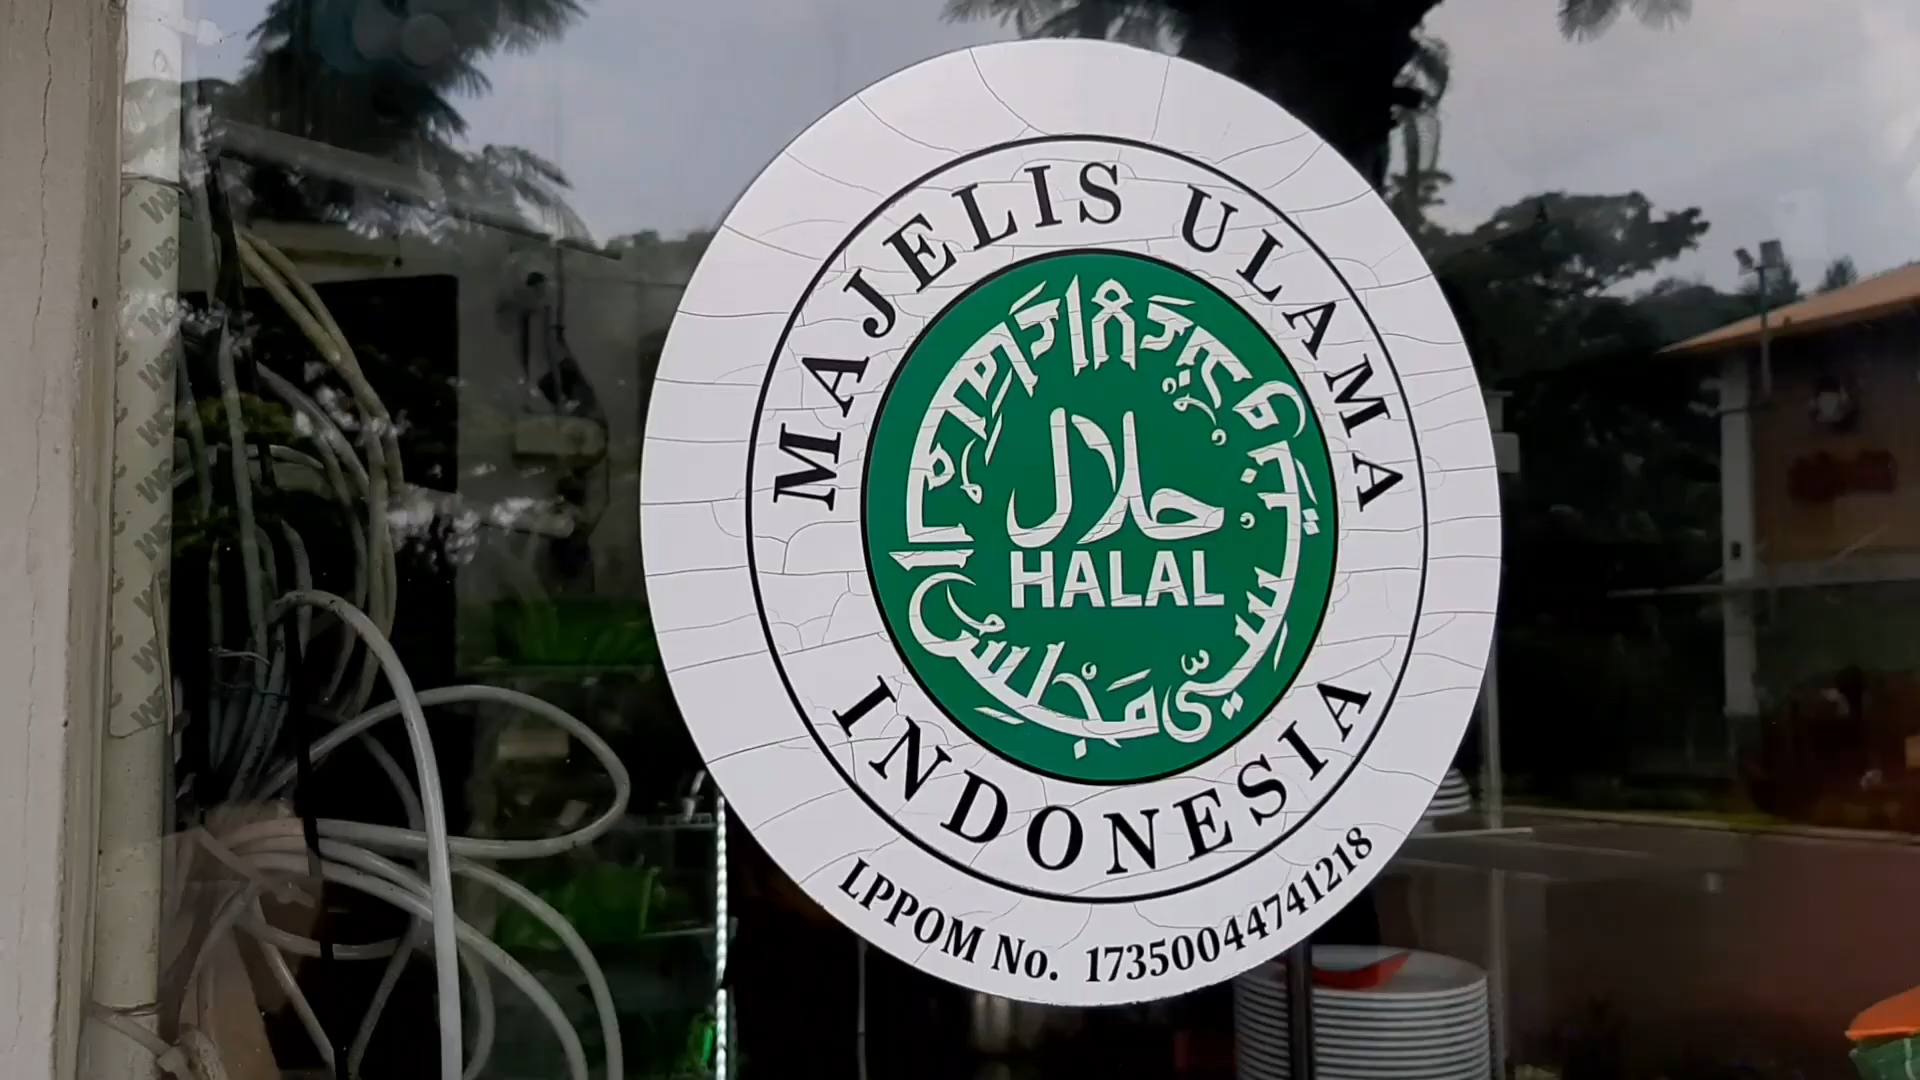 MAJELIS ULAMA
مجلس العلماء الإندونيسيّ
حلال
HALAL
INDONESIA
LPPOM No. 17350044741218